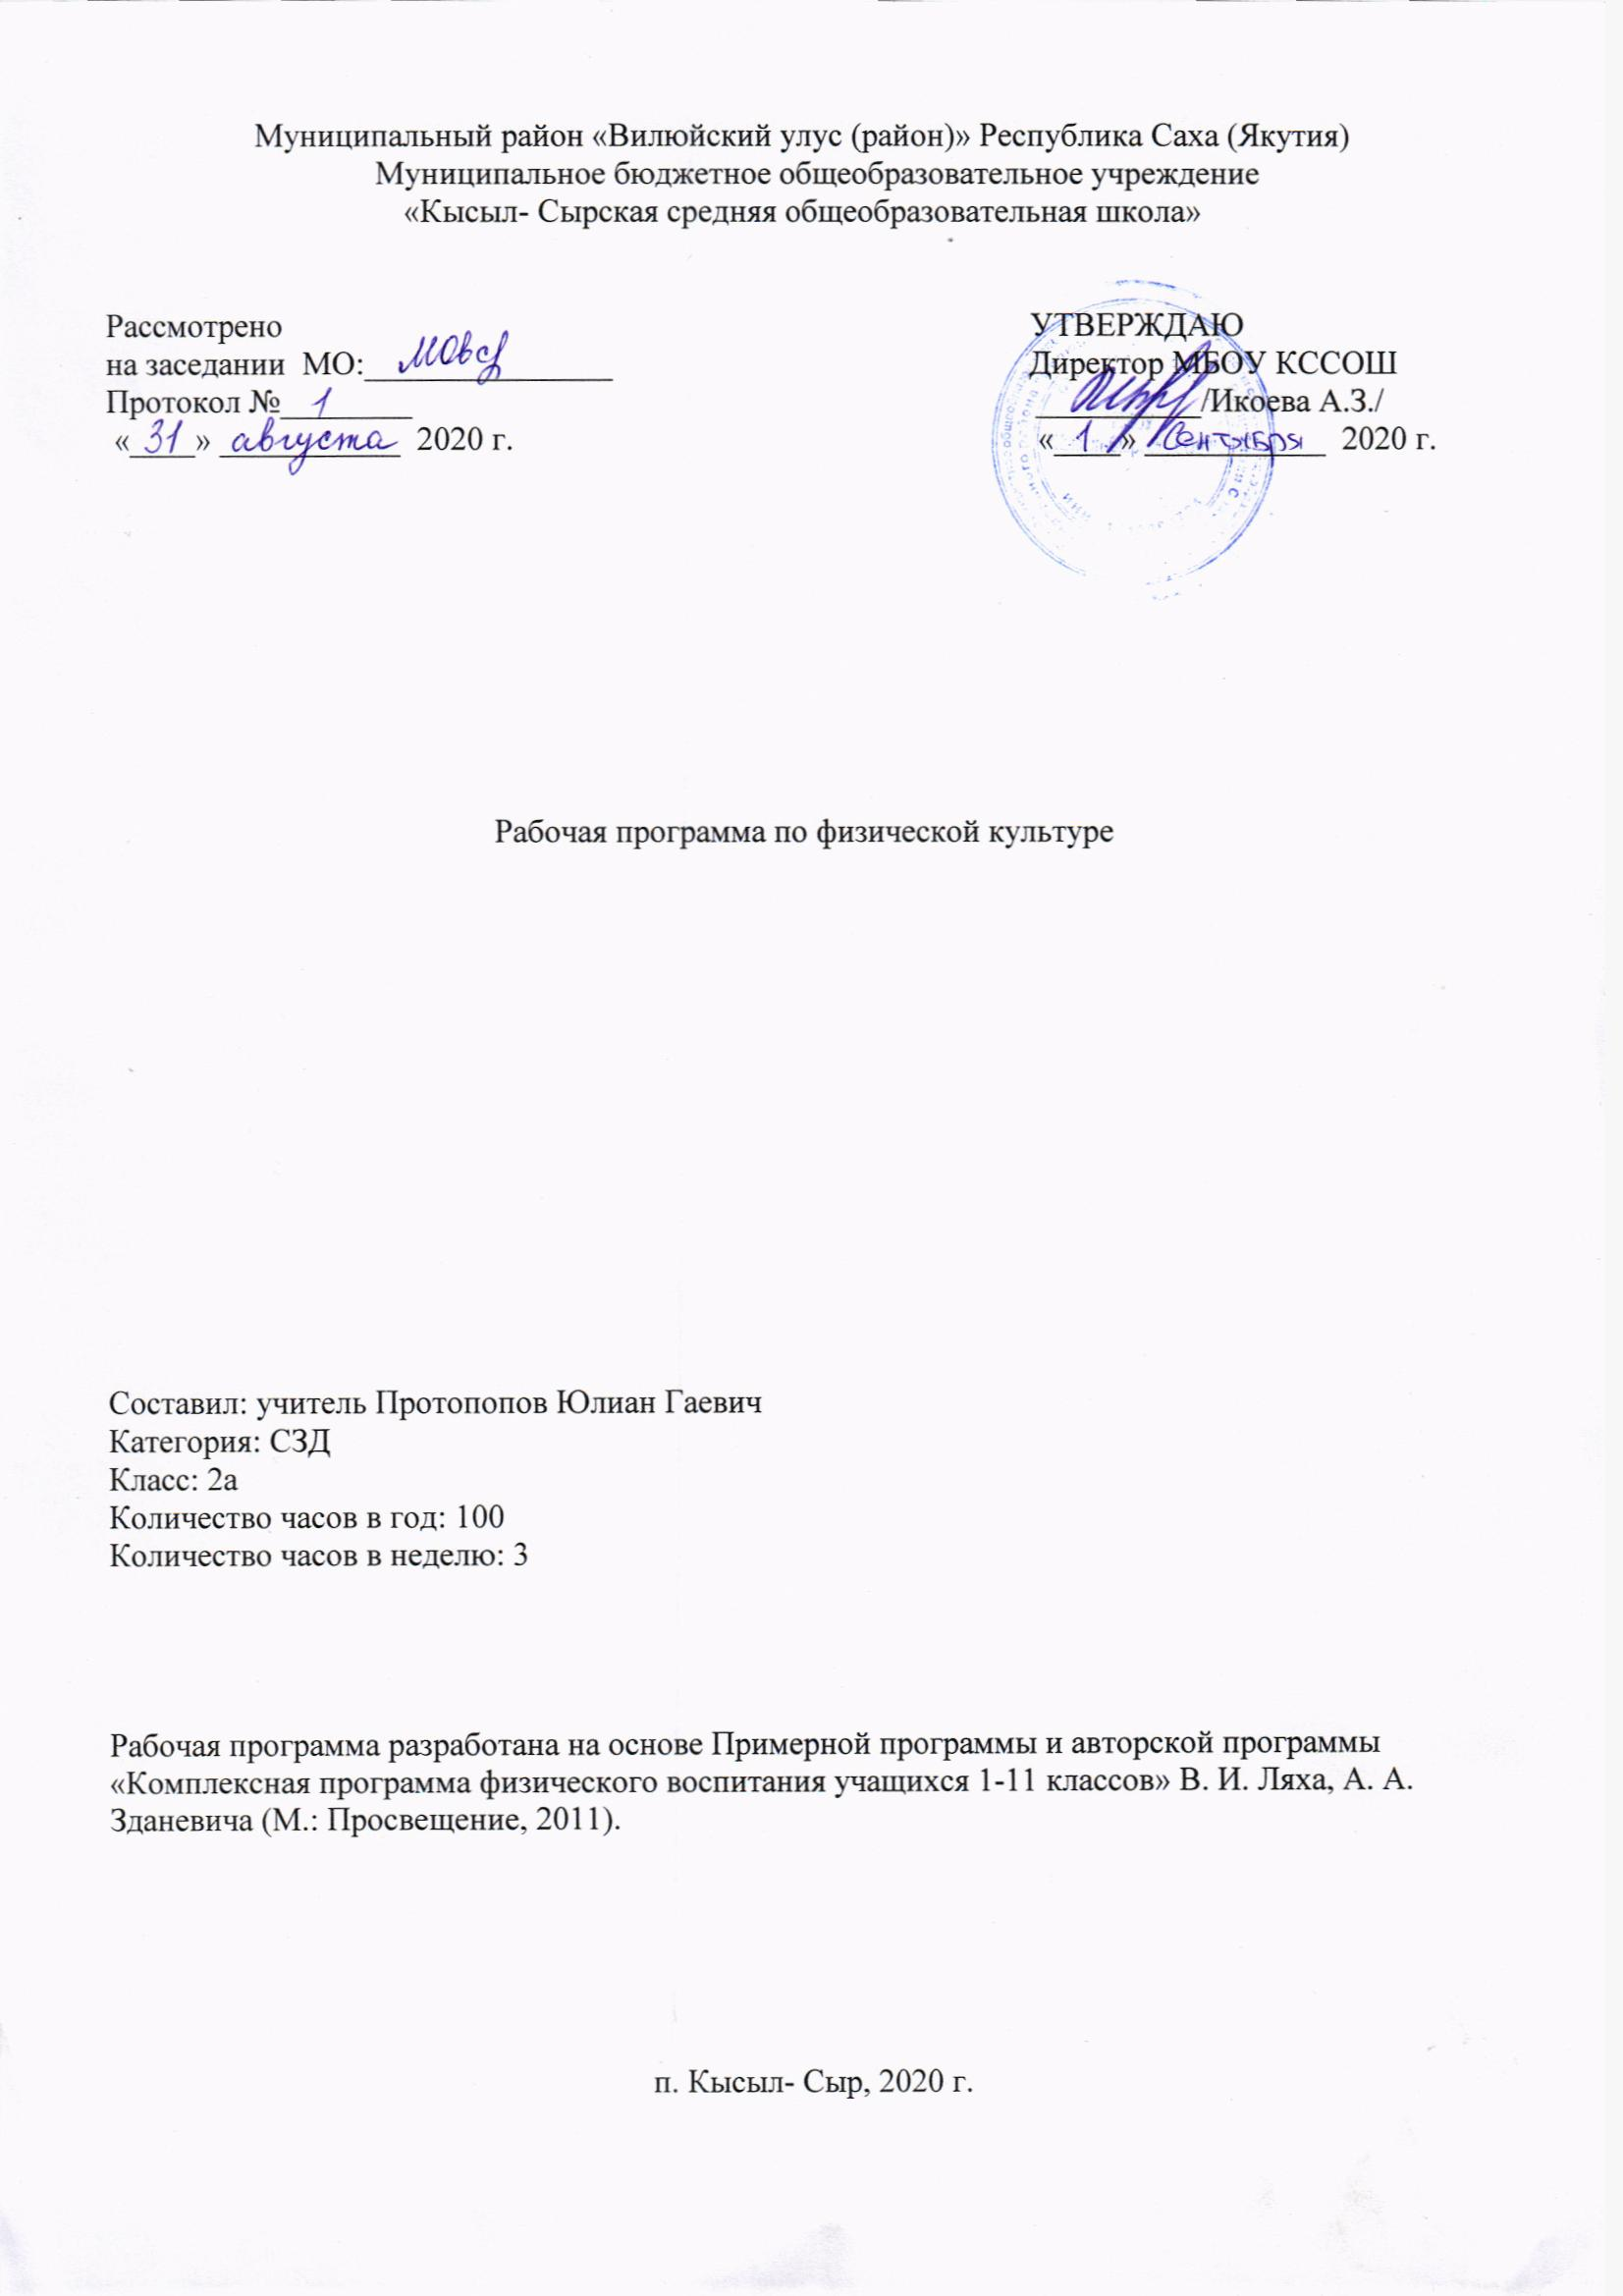 Муниципальный район «Вилюйский улус (район)» Республика Саха (Якутия)
Муниципальное бюджетное общеобразовательное учреждение
«Кысыл- Сырская средняя общеобразовательная школа»
Рассмотрено
на заседании МО:
Протокол № 1
«31» августа 2020 г.
УТВЕРЖДАЮ
Директор МБОУ КССОШ
/Икоева А.З./
«1» Сентября 2020 г.
Рабочая программа по физической культуре
Составил: учитель Протопопов Юлиан Гаевич
Категория: СЗД
Класс: 2а
Количество часов в год: 100
Количество часов в неделю: 3
Рабочая программа разработана на основе Примерной программы и авторской программы
«Комплексная программа физического воспитания учащихся 1-11 классов» В. И. Ляха, А. А.
Зданевича (М.: Просвещение, 2011).
п. Кысыл- Сыр, 2020 г.